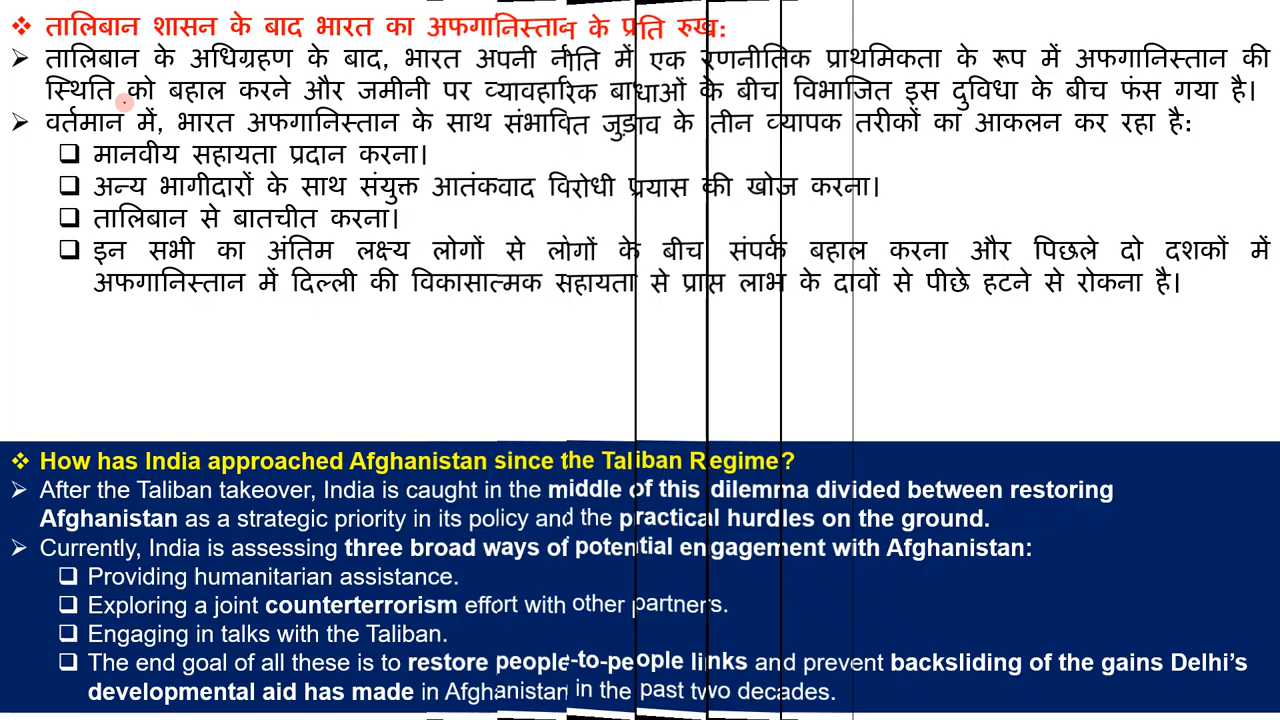 ❖ तालिबान शासन के बाद भारत का अफगानिस्तान के प्रति रुख:
➢ तालिबान के अधिग्रहण के बाद, भारत अपनी नीति में एक रणनीतिक प्राथमिकता के रूप में अफगानिस्तान की
स्थिति को बहाल करने और जमीनी पर व्यावहारिक बाधाओं के बीच विभाजित इस दुविधा के बीच फंस गया है।
➢ वर्तमान में, भारत अफगानिस्तान के साथ संभावित जुड़ाव के तीन व्यापक तरीकों का आकलन कर रहा है:
❑ मानवीय सहायता प्रदान करना।
❑ अन्य भागीदारों के साथ संयुक्त आतंकवाद विरोधी प्रयास की खोज करना।
❑ तालिबान से बातचीत करना।
❑ इन सभी का अंतिम लक्ष्य लोगों से लोगों के बीच संपर्क बहाल करना और पिछले दो दशकों में
अफगानिस्तान में दिल्ली की विकासात्मक सहायता से प्राप्त लाभ के दावों से पीछे हटने से रोकना है।
❖ How has India approached Afghanistan since the Taliban Regime?
➢ After the Taliban takeover, India is caught in the middle of this dilemma divided between restoring
Afghanistan as a strategic priority in its policy and the practical hurdles on the ground.
➢ Currently, India is assessing three broad ways of potential engagement with Afghanistan:
❑ Providing humanitarian assistance.
❑ Exploring a joint counterterrorism effort with other partners.
❑ Engaging in talks with the Taliban.
❑ The end goal of all these is to restore people-to-people links and prevent backsliding of the gains Delhi's
developmental aid has made in Afghanistan in the past two decades.